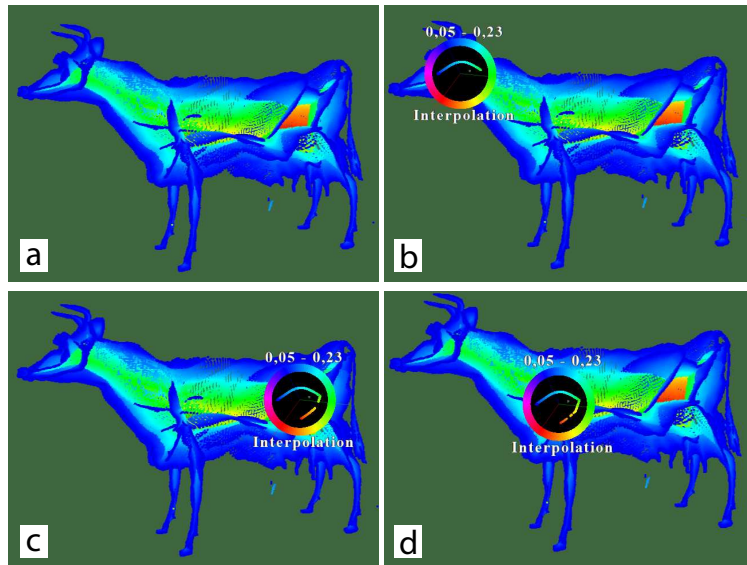 a
0,05 - 0,23
Interpolation
b
0,05 - 0,23
Interpolation
c
0,05 - 0,23
Interpolation
d